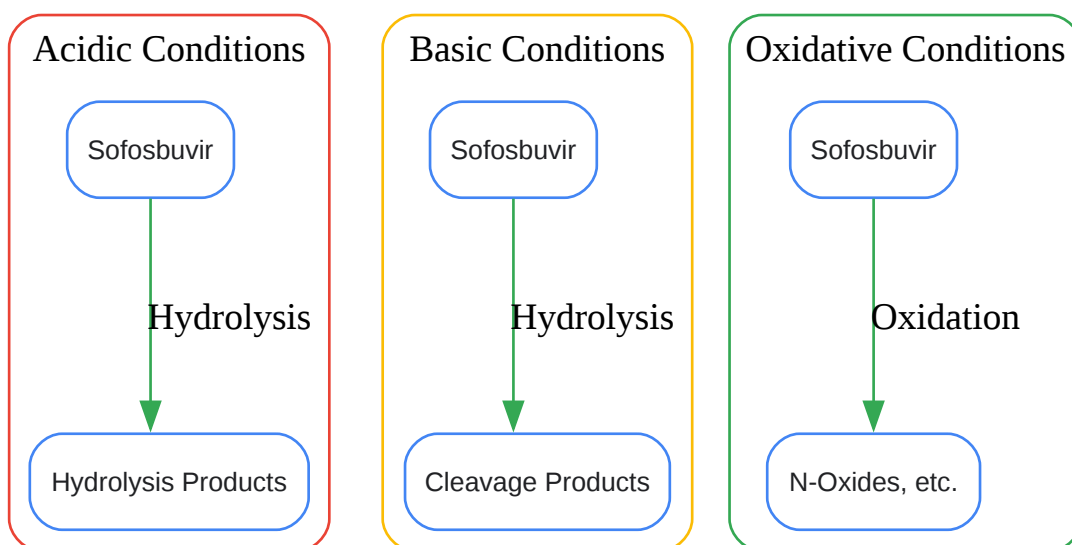 Acidic Conditions
Sofosbuvir
Hydrolysis
Hydrolysis Products
Basic Conditions
Sofosbuvir
Hydrolysis
Cleavage Products
Oxidative Conditions
Sofosbuvir
Oxidation
N-Oxides, etc.